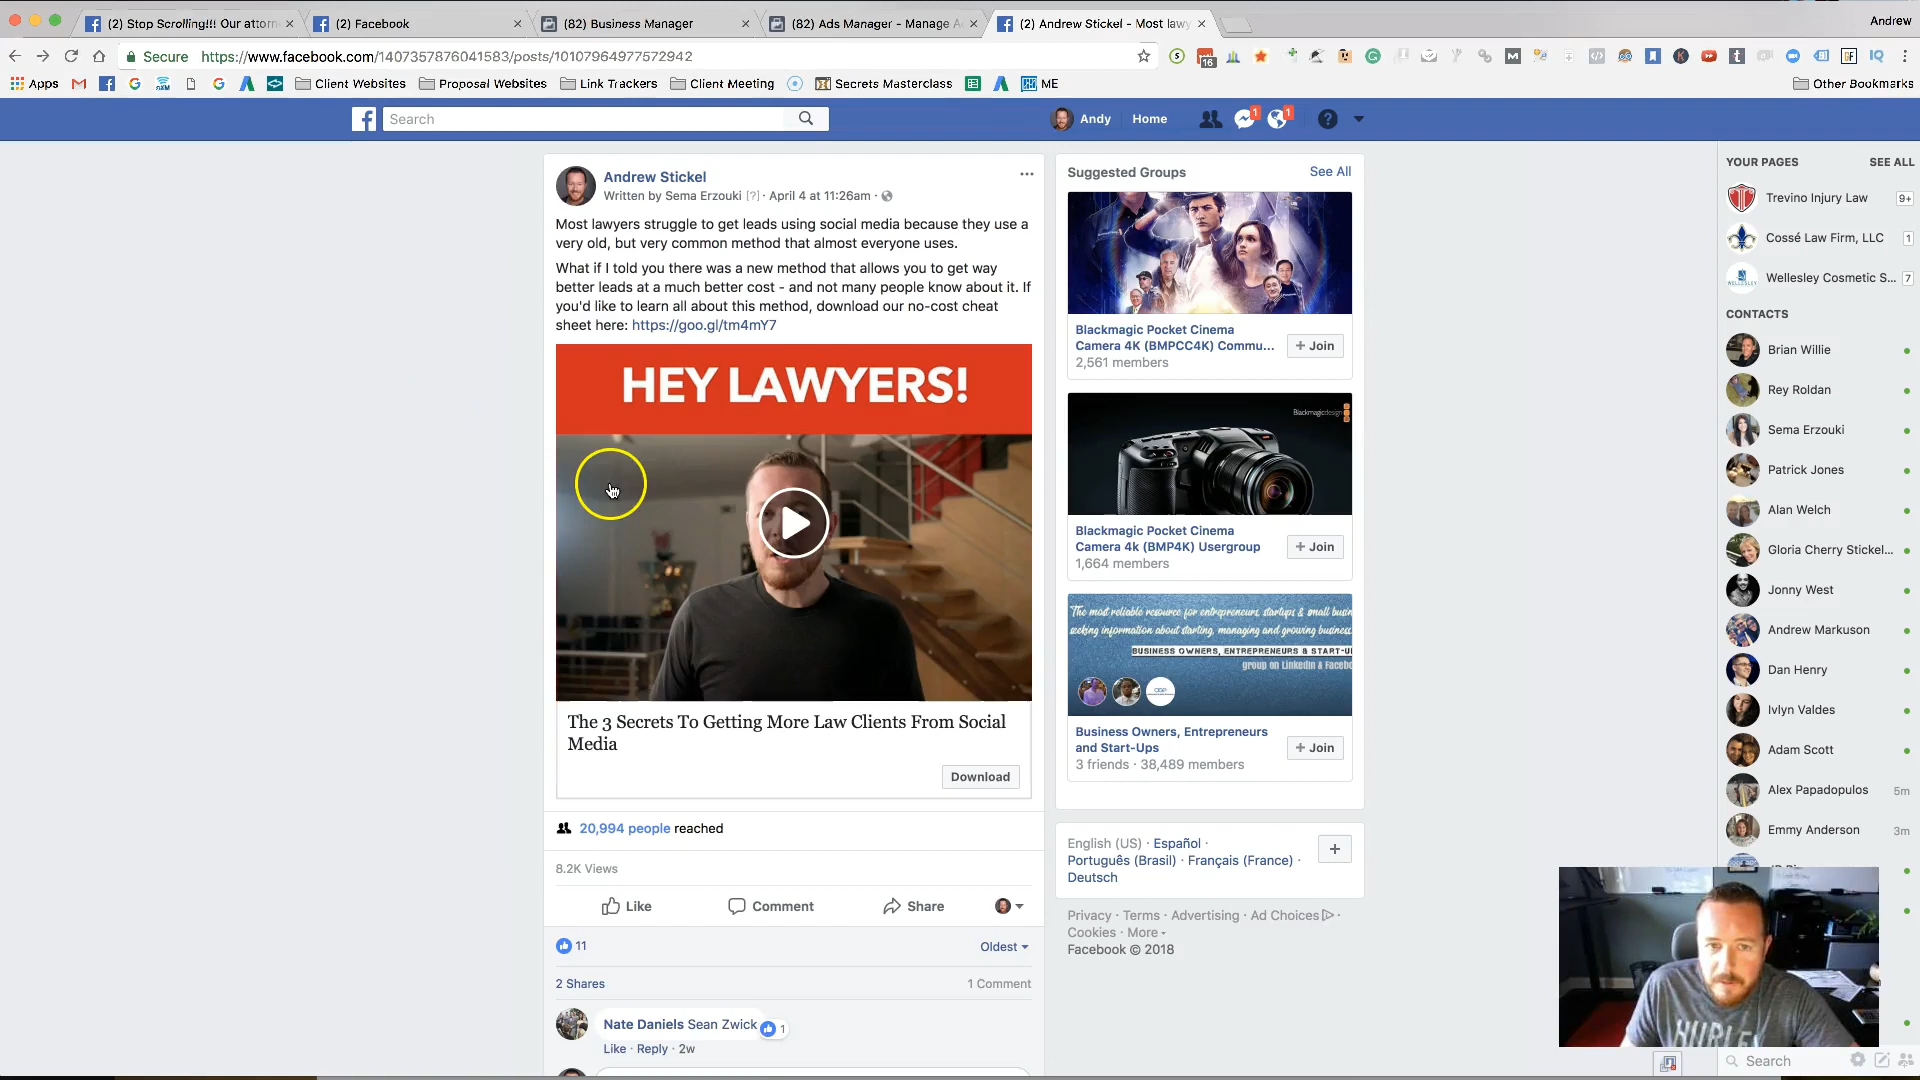 (2) Stop Scrolling!!! Our attorn
(2) Facebook
(82) Business Manager
(82) Ads Manager - Manage A
(2) Andrew Stickel - Most lawy
Andrew
Secure
https://www.facebook.com/1407357876041583/posts/10107964977572942
16
Apps
Client Websites
Proposal Websites
Link Trackers
Client Meeting
Secrets Masterclass
ME
Other Bookmarks
Search
Andy
Home
1
1
Andrew Stickel
Written by Sema Erzouki [?] · April 4 at 11:26am ·
Most lawyers struggle to get leads using social media because they use a
very old, but very common method that almost everyone uses.
What if I told you there was a new method that allows you to get way
better leads at a much better cost - and not many people know about it. If
you'd like to learn all about this method, download our no-cost cheat
sheet here: https://goo.gl/tm4mY7
HEY LAWYERS!
The 3 Secrets To Getting More Law Clients From Social
Media
Download
20,994 people reached
8.2K Views
Like
Comment
Share
11
Oldest
2 Shares
1 Comment
Nate Daniels Sean Zwick
1
Like · Reply · 2w
Suggested Groups
See All
Blackmagic Pocket Cinema
Camera 4K (BMPCC4K) Commu...
2,561 members
+ Join
Blackmagicdesign
Blackmagic Pocket Cinema
Camera 4k (BMP4K) Usergroup
1,664 members
+ Join
The most reliable resource for entrepreneurs, startups & small busin
seeking information about starting, managing and growing business
BUSINESS OWNERS, ENTREPRENEURS & START-U
group on LinkedIn & Facebo
Business Owners, Entrepreneurs
and Start-Ups
3 friends · 38,489 members
+ Join
English (US) · Español ·
Português (Brasil) · Français (France) ·
Deutsch
Privacy · Terms · Advertising · Ad Choices ·
Cookies · More
Facebook © 2018
YOUR PAGES
SEE ALL
Trevino Injury Law
9+
Cossé Law Firm, LLC
1
Wellesley Cosmetic S...
7
CONTACTS
Brian Willie
Rey Roldan
Sema Erzouki
Patrick Jones
Alan Welch
Gloria Cherry Stickel...
Jonny West
Andrew Markuson
Dan Henry
Ivlyn Valdes
Adam Scott
Alex Papadopulos
5m
Emmy Anderson
3m
HURLE
Search